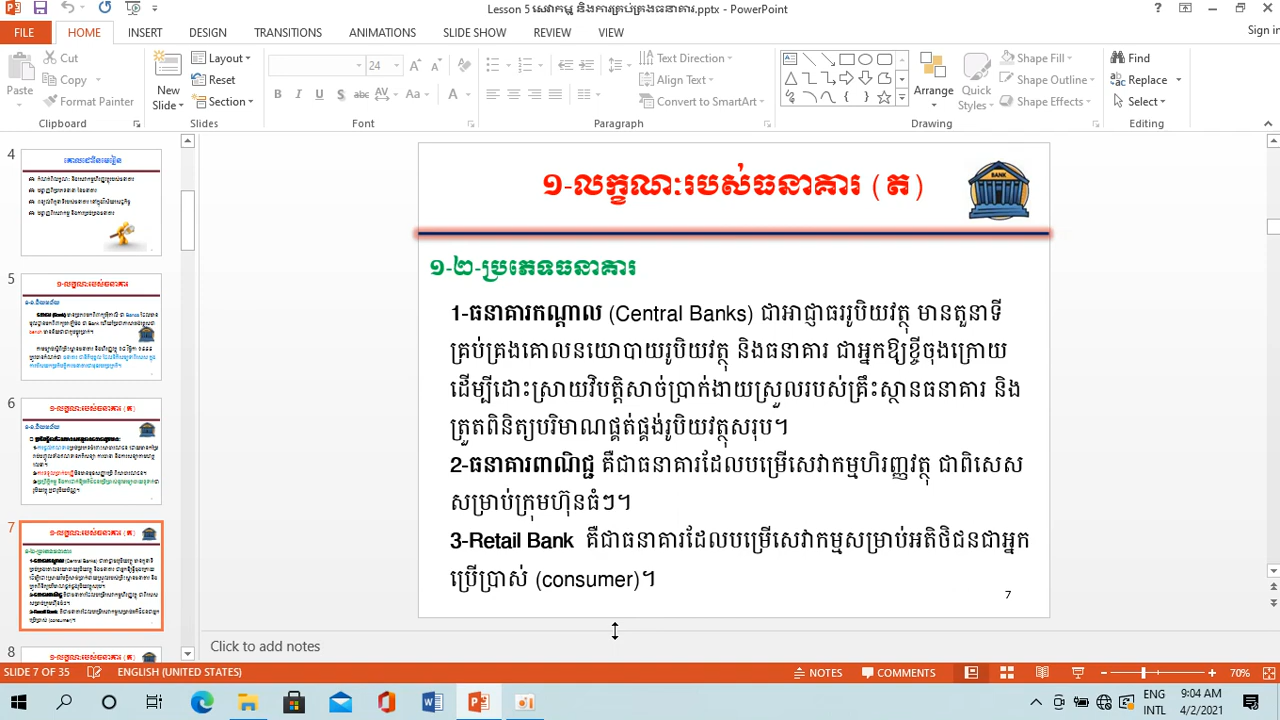 Lesson 5 សេវាកម្ម និងការគ្រប់គ្រងធនាគារ.pptx - PowerPoint
FILE HOME INSERT DESIGN TRANSITIONS ANIMATIONS SLIDE SHOW REVIEW VIEW Sign in
Cut
Copy
Format Painter
Paste
Clipboard
New Slide
Layout
Reset
Section
Slides
24
B I U S abc AV Aa A
Font
Text Direction
Align Text
Convert to SmartArt
Paragraph
Arrange
Quick Styles
Shape Fill
Shape Outline
Shape Effects
Drawing
Find
Replace
Select
Editing
4
5
6
7
8
១-លក្ខណៈរបស់ធនាគារ (ត)
១-២-ប្រភេទធនាគារ
1-ធនាគារកណ្តាល (Central Banks) ជាអាជ្ញាធររូបិយវត្ថុ មានតួនាទី
គ្រប់គ្រងគោលនយោបាយរូបិយវត្ថុ និងធនាគារ ជាអ្នកឱ្យខ្ចីចុងក្រោយ
ដើម្បីដោះស្រាយវិបត្តិសាច់ប្រាក់ងាយស្រួលរបស់គ្រឹះស្ថានធនាគារ និង
ត្រួតពិនិត្យបរិមាណផ្គត់ផ្គង់រូបិយវត្ថុសរុប។
2-ធនាគារពាណិជ្ជ គឺជាធនាគារដែលបម្រើសេវាកម្មហិរញ្ញវត្ថុ ជាពិសេស
សម្រាប់ក្រុមហ៊ុនធំៗ។
3-Retail Bank គឺជាធនាគារដែលបម្រើសេវាកម្មសម្រាប់អតិថិជនជាអ្នក
ប្រើប្រាស់ (consumer)។
7
Click to add notes
SLIDE 7 OF 35 ENGLISH (UNITED STATES) NOTES COMMENTS 70%
ENG INTL 9:04 AM 4/2/2021